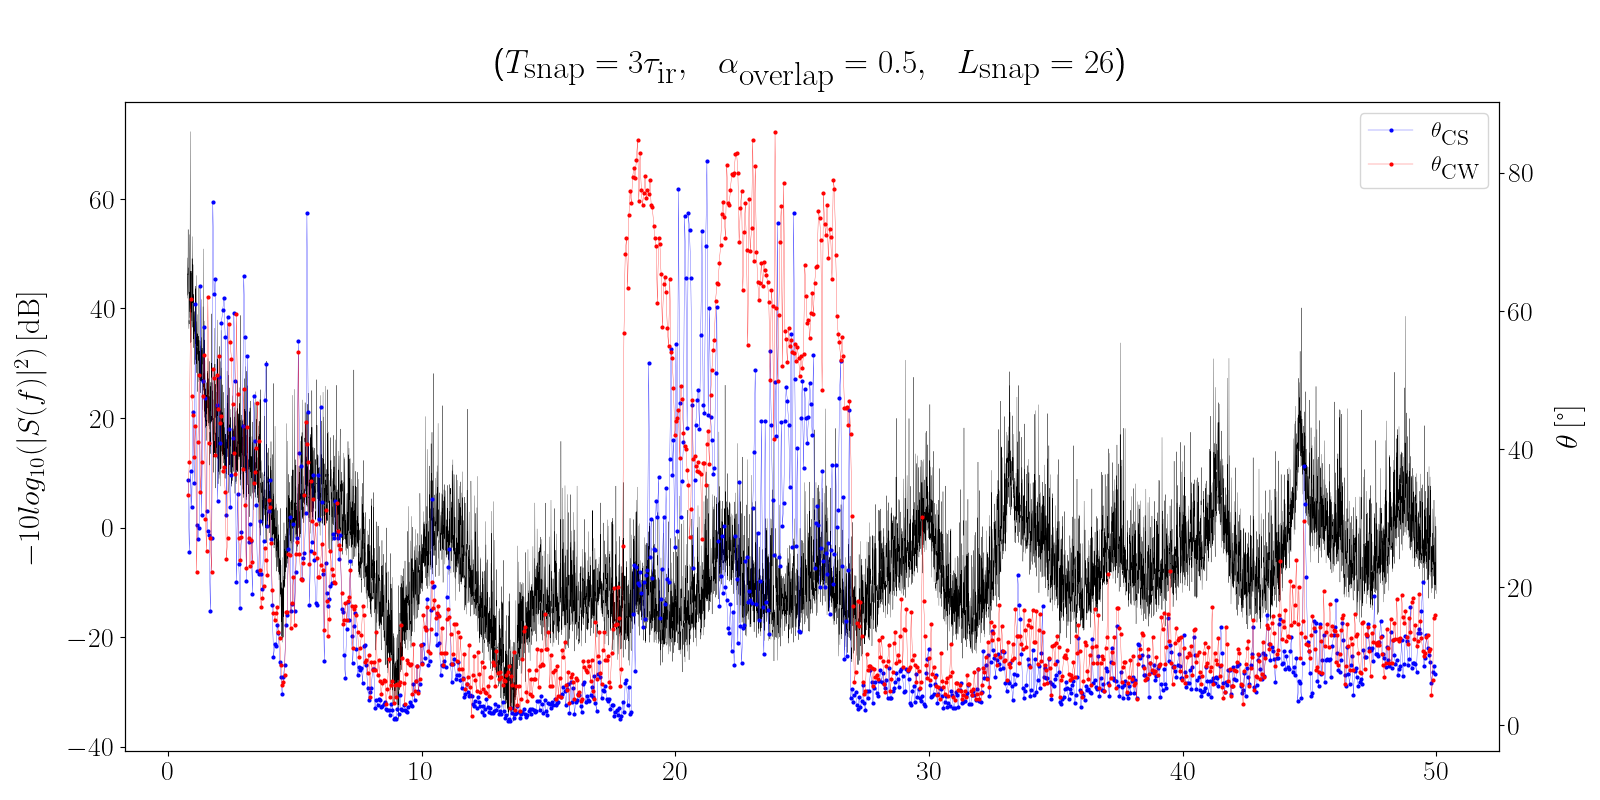 (T_snap = 3τ_ir, α_overlap = 0.5, L_snap = 26)
−10log₁₀(|S(f)|²) [dB]
60
40
20
0
−20
−40
θ_CS
θ_CW
80
60
40
20
0
θ [°]
0 10 20 30 40 50